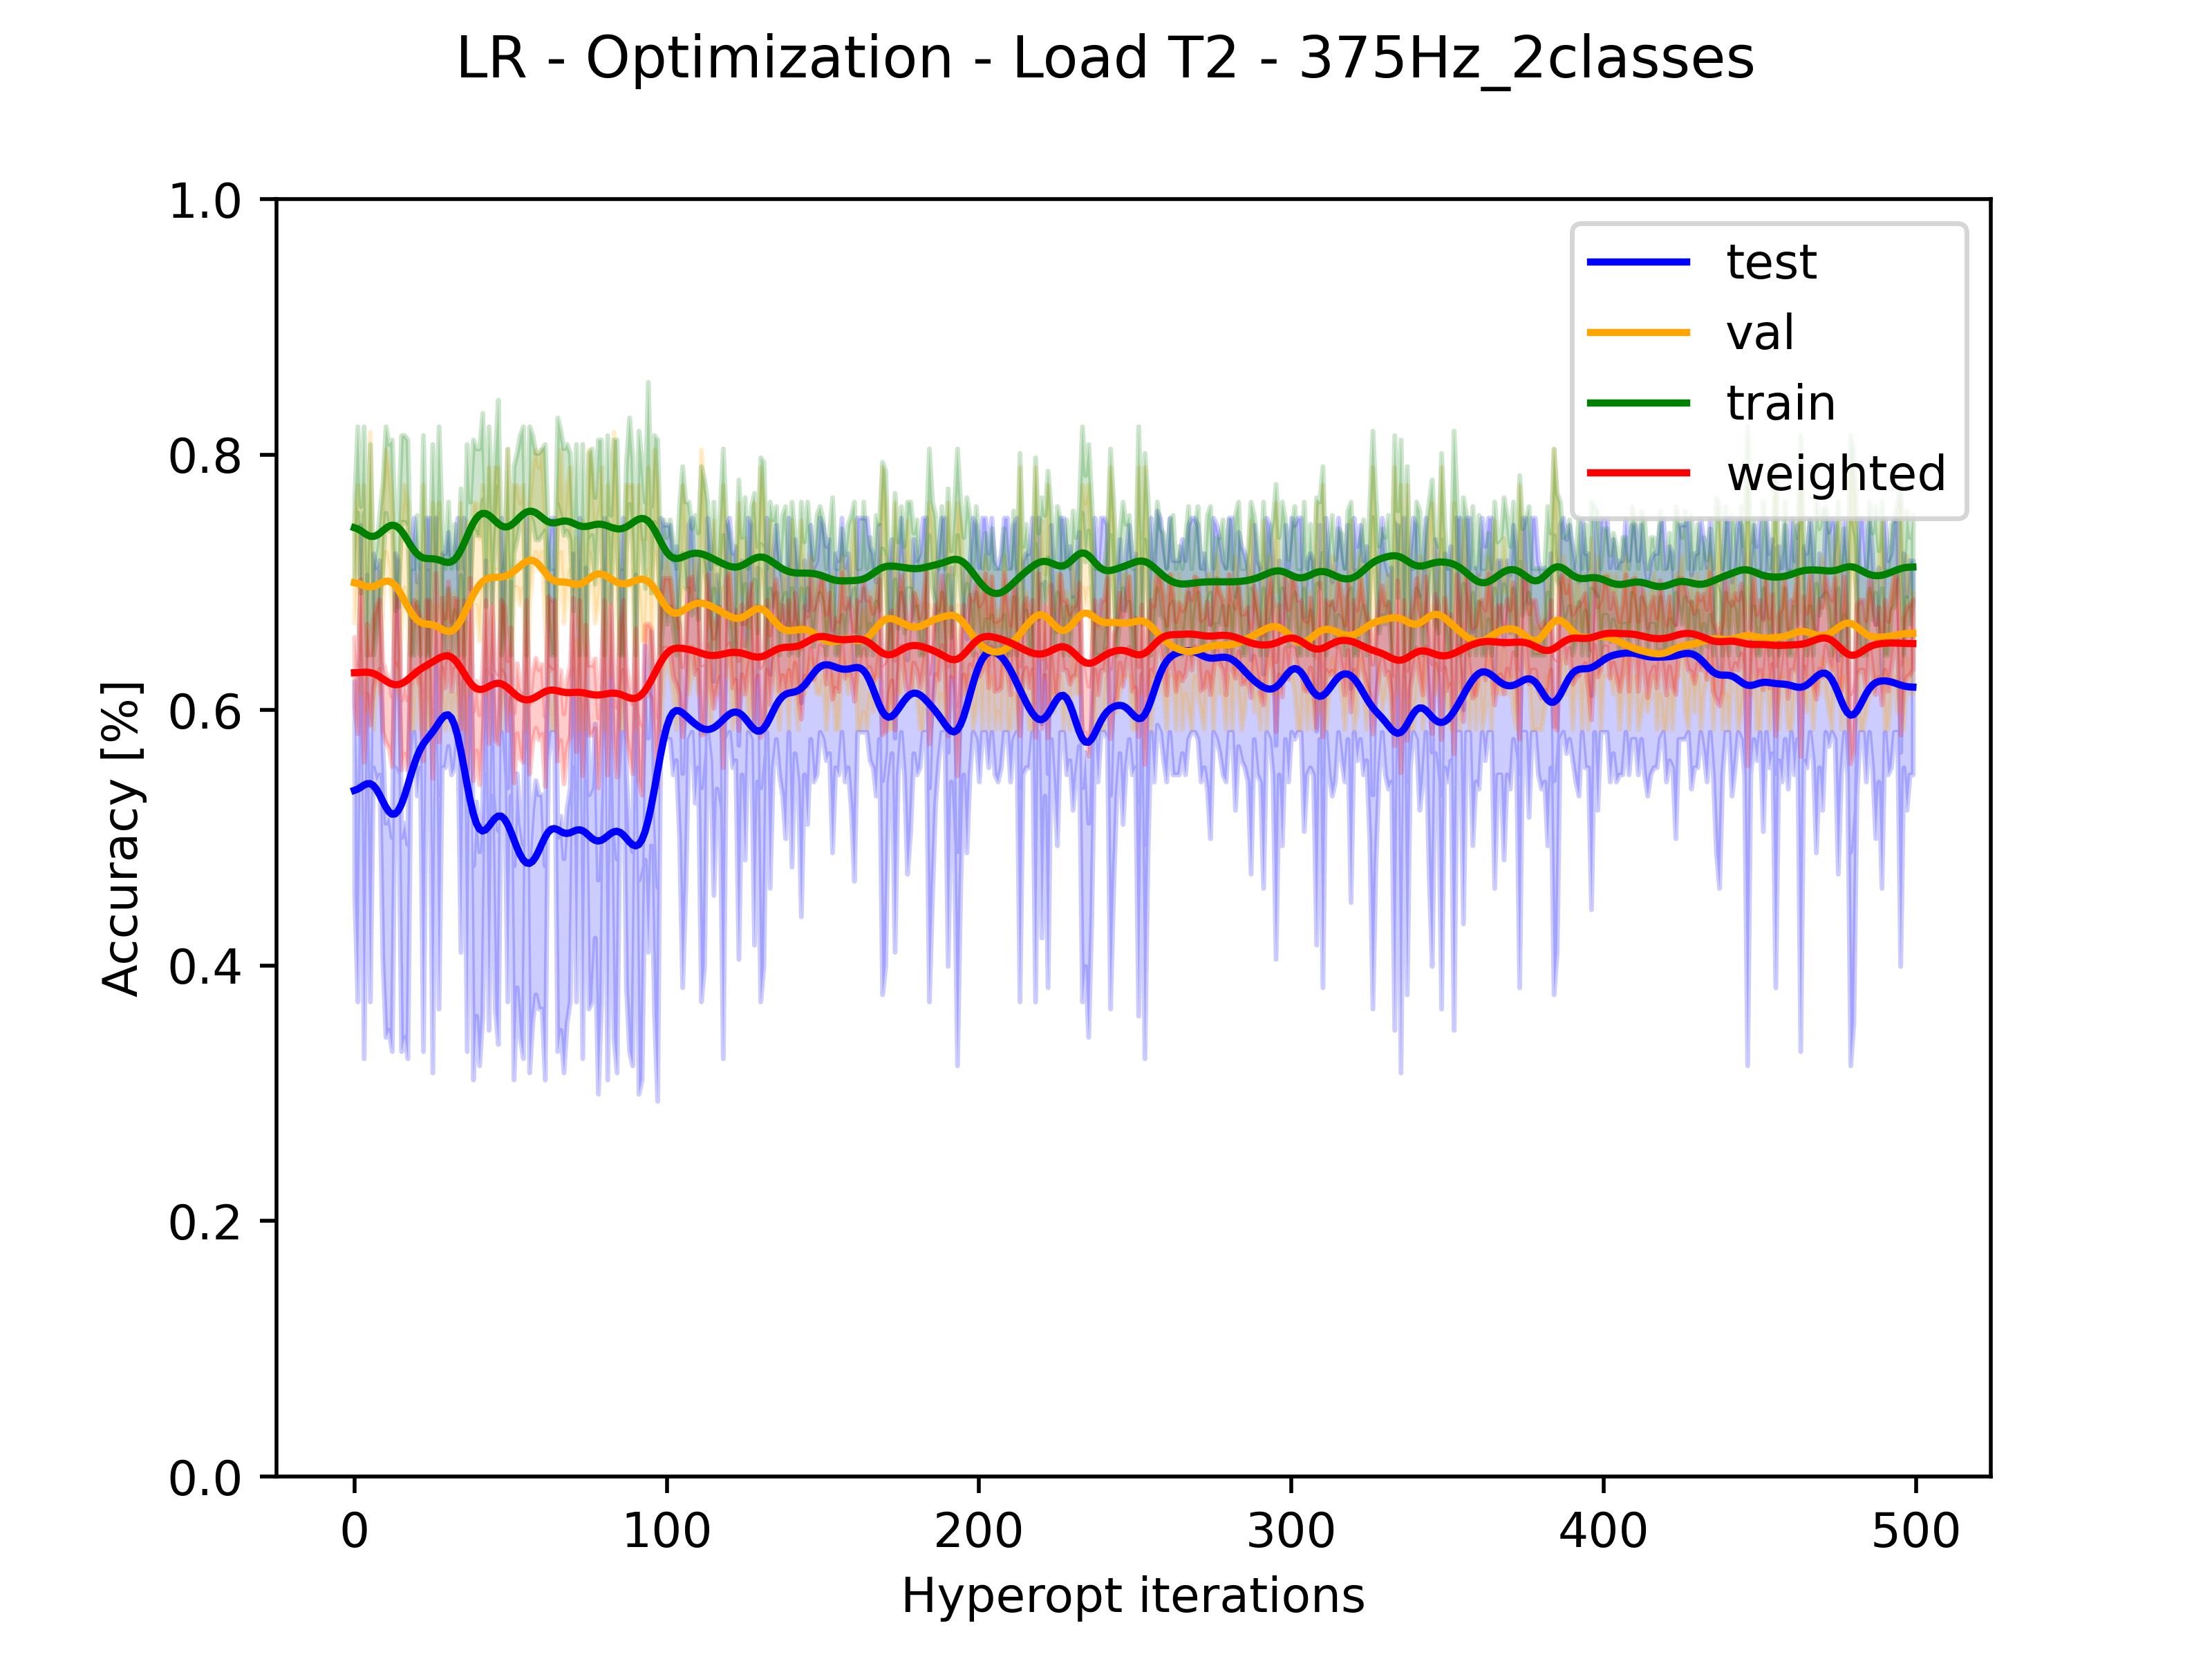 LR - Optimization - Load T2 - 375Hz_2classes
1.0
0.8
0.6
0.4
0.2
0.0
Accuracy [%]
test
val
train
weighted
0 100 200 300 400 500
Hyperopt iterations